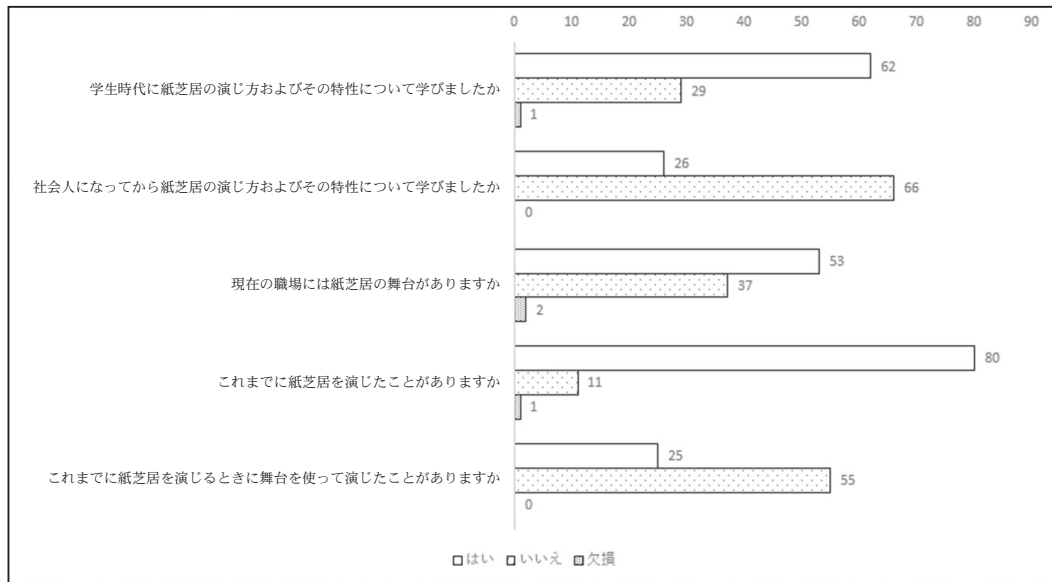 0 10 20 30 40 50 60 70 80 90
学生時代に紙芝居の演じ方およびその特性について学びましたか
62
29
1
社会人になってから紙芝居の演じ方およびその特性について学びましたか
26
66
0
現在の職場には紙芝居の舞台がありますか
53
37
2
これまでに紙芝居を演じたことがありますか
80
11
1
これまでに紙芝居を演じるときに舞台を使って演じたことがありますか
25
55
0
はい いいえ 欠損